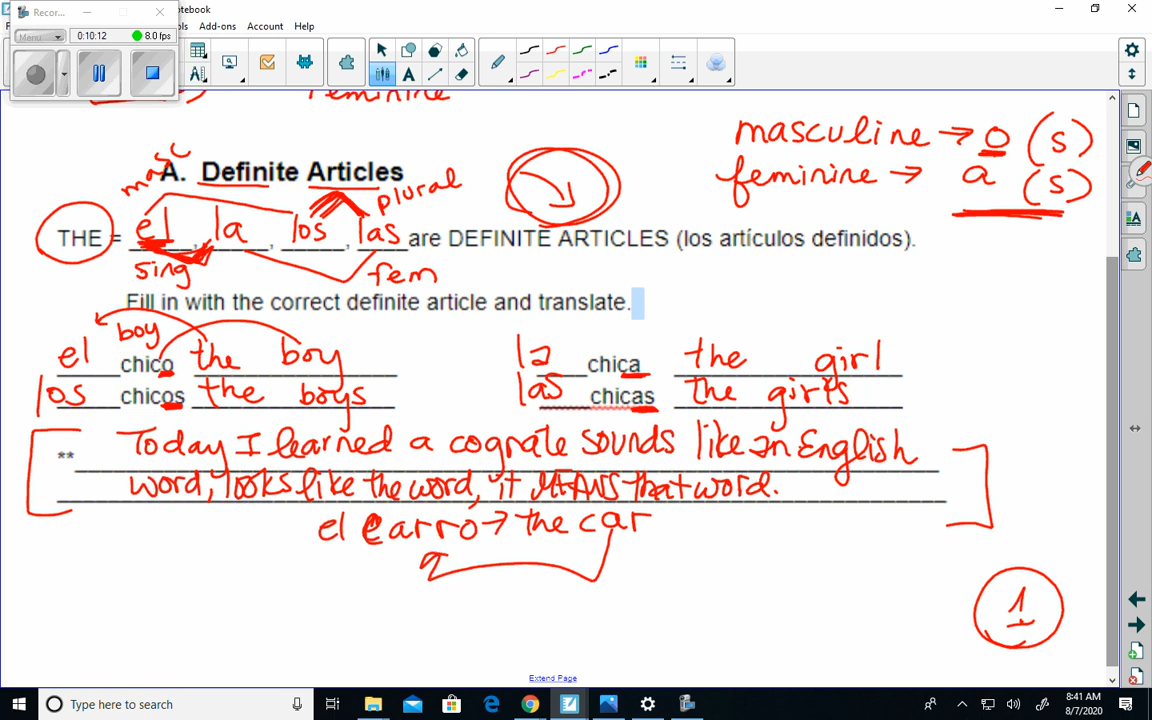 Recor...
otebook
Menu
0:10:12
8.0 fps
ols Add-ons Account Help
Feminine
masculine → o (s)
feminine → a (s)
masc
A. Definite Articles
plural
THE = el, la, los, las are DEFINITE ARTICLES (los artículos definidos).
sing
fem
Fill in with the correct definite article and translate.
boy
el chico the boy
la chica the girl
los chicos the boys
las chicas the girls
** Today I learned a cognate sounds like an English
word, looks like the word, it MEANS that word.
el carro → the car
1
Extend Page
Type here to search
8:41 AM
8/7/2020